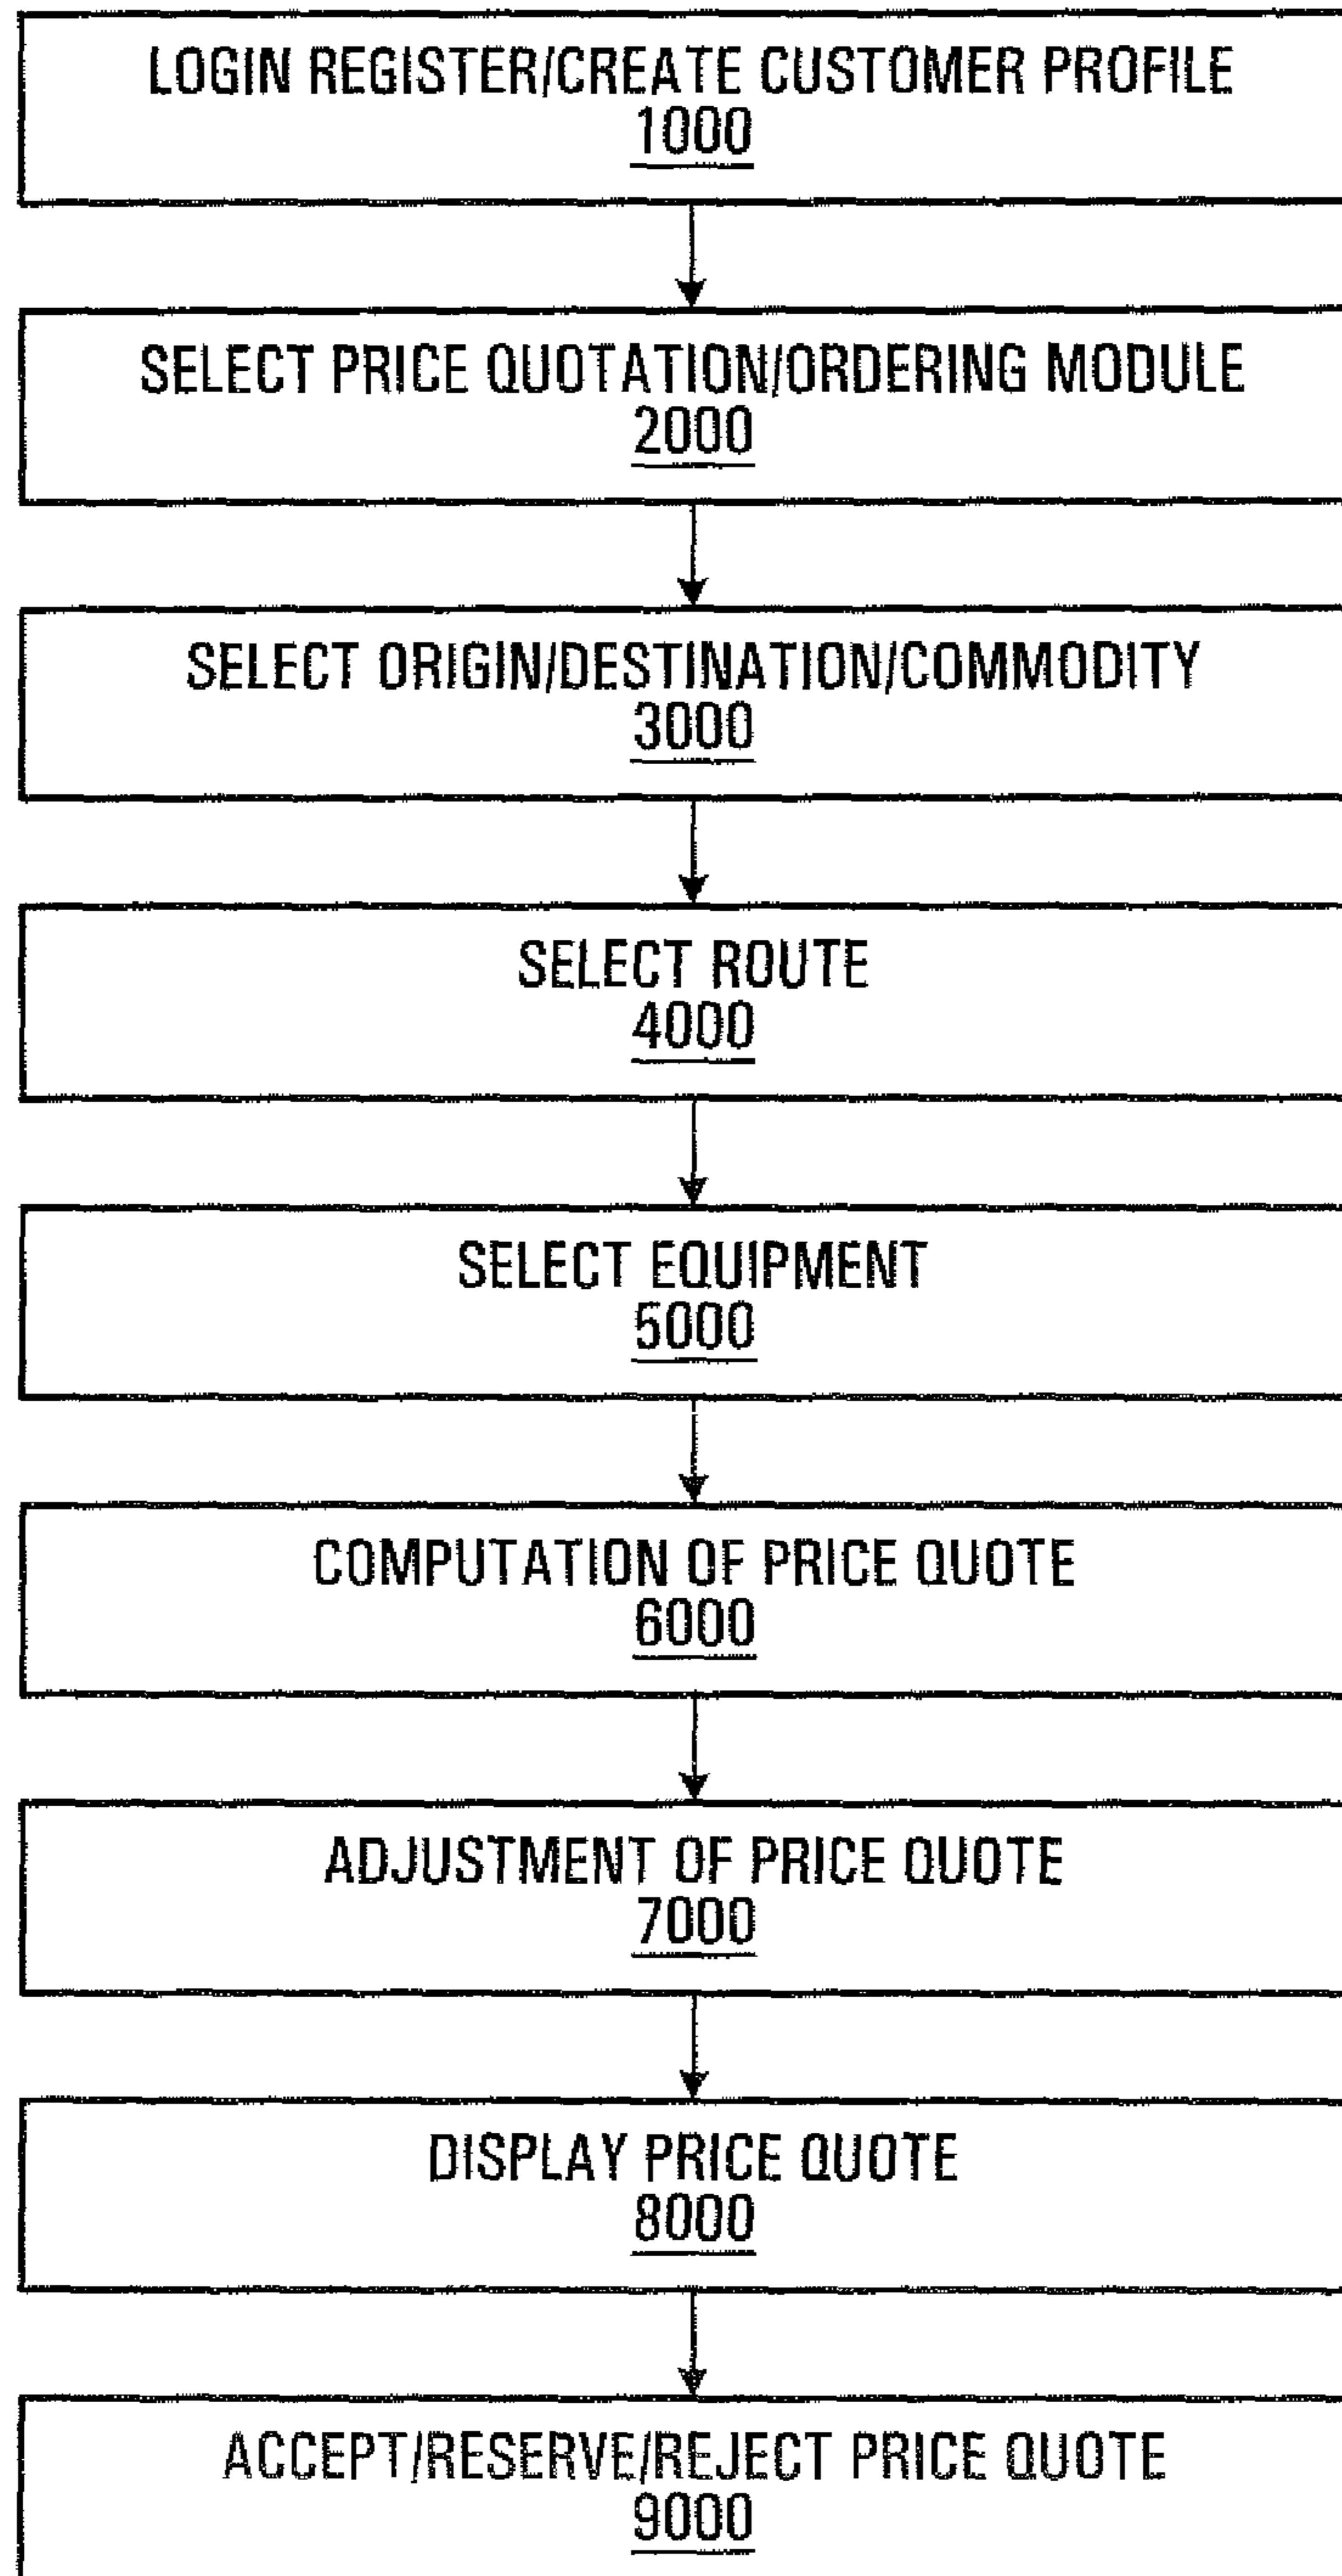 LOGIN REGISTER/CREATE CUSTOMER PROFILE
1000
SELECT PRICE QUOTATION/ORDERING MODULE
2000
SELECT ORIGIN/DESTINATION/COMMODITY
3000
SELECT ROUTE
4000
SELECT EQUIPMENT
5000
COMPUTATION OF PRICE QUOTE
6000
ADJUSTMENT OF PRICE QUOTE
7000
DISPLAY PRICE QUOTE
8000
ACCEPT/RESERVE/REJECT PRICE QUOTE
9000